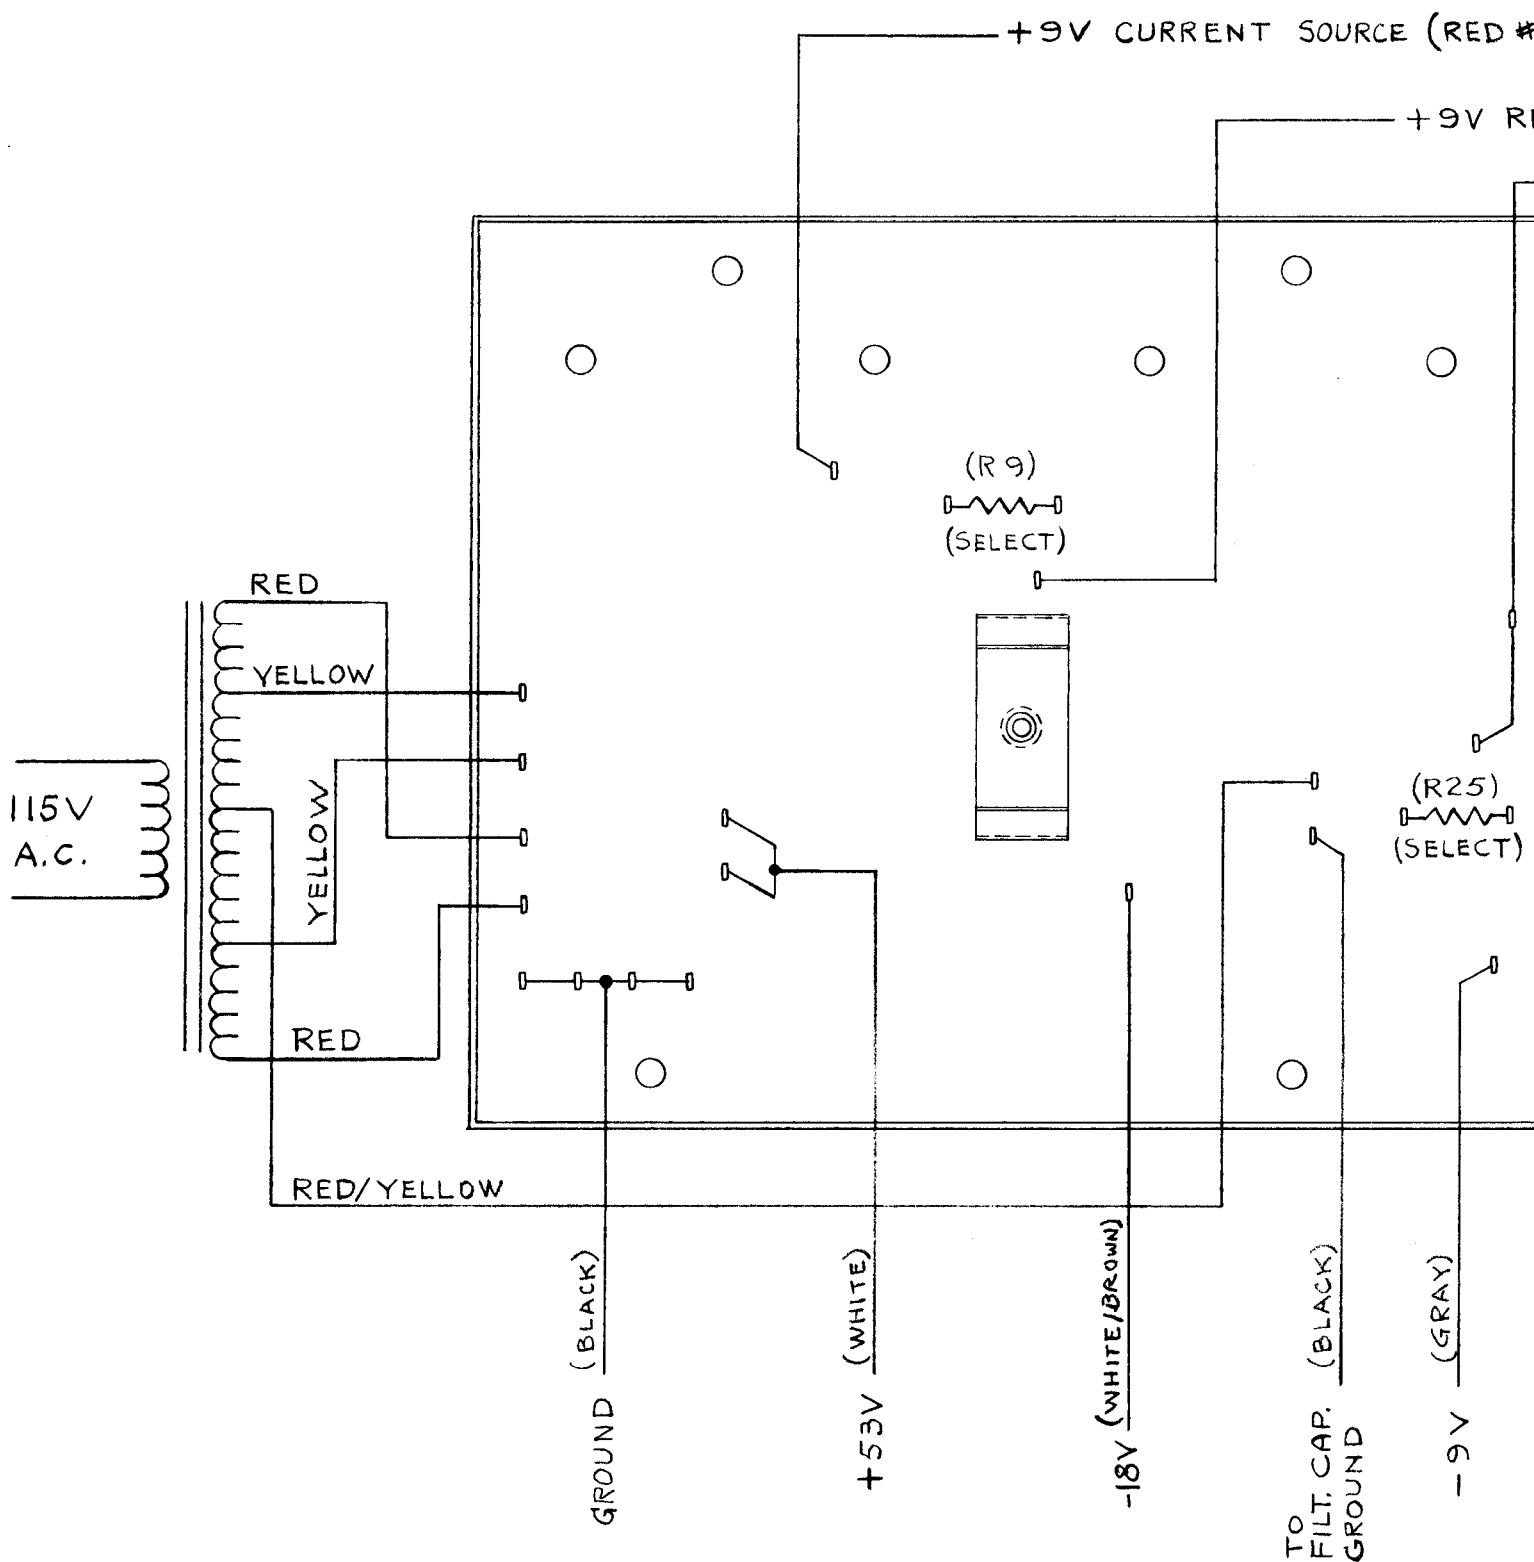 +9V CURRENT SOURCE (RED #
+9V RE
(R 9)
(SELECT)
RED
YELLOW
115V
A.C.
YELLOW
(R25)
(SELECT)
RED
RED/YELLOW
GROUND (BLACK)
+53V (WHITE)
-18V (WHITE/BROWN)
TO
FILT. CAP. (BLACK)
GROUND
-9V (GRAY)